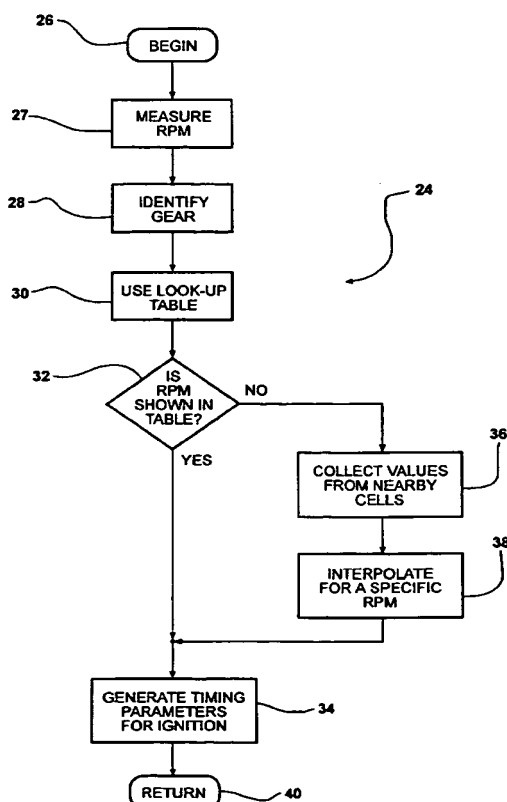 26
BEGIN
27
MEASURE
RPM
28
IDENTIFY
GEAR
24
30
USE LOOK-UP
TABLE
32
IS
RPM
SHOWN IN
TABLE?
NO
YES
36
COLLECT VALUES
FROM NEARBY
CELLS
38
INTERPOLATE
FOR A SPECIFIC
RPM
GENERATE TIMING
PARAMETERS
FOR IGNITION
34
RETURN
40